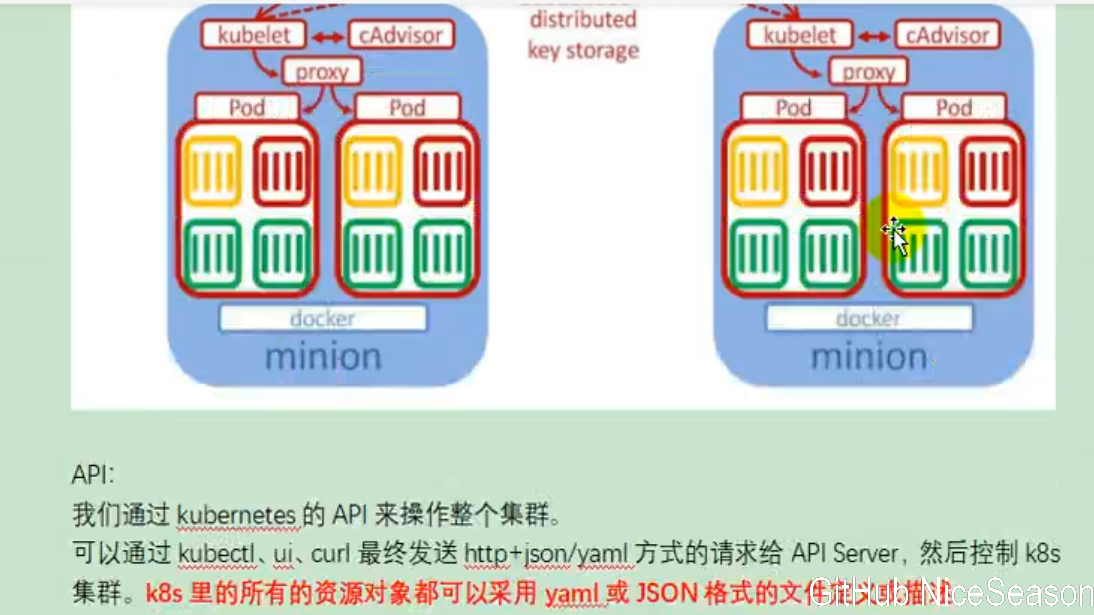 distributed
key storage
kubelet
cAdvisor
proxy
Pod
Pod
docker
minion
kubelet
cAdvisor
proxy
Pod
Pod
docker
minion
API:
我们通过 kubernetes 的 API 来操作整个集群。
可以通过 kubectl、ui、curl 最终发送 http+json/yaml 方式的请求给 API Server，然后控制 k8s
集群。k8s 里的所有的资源对象都可以采用 yaml 或 JSON 格式的文件
GitHub NiceSeason